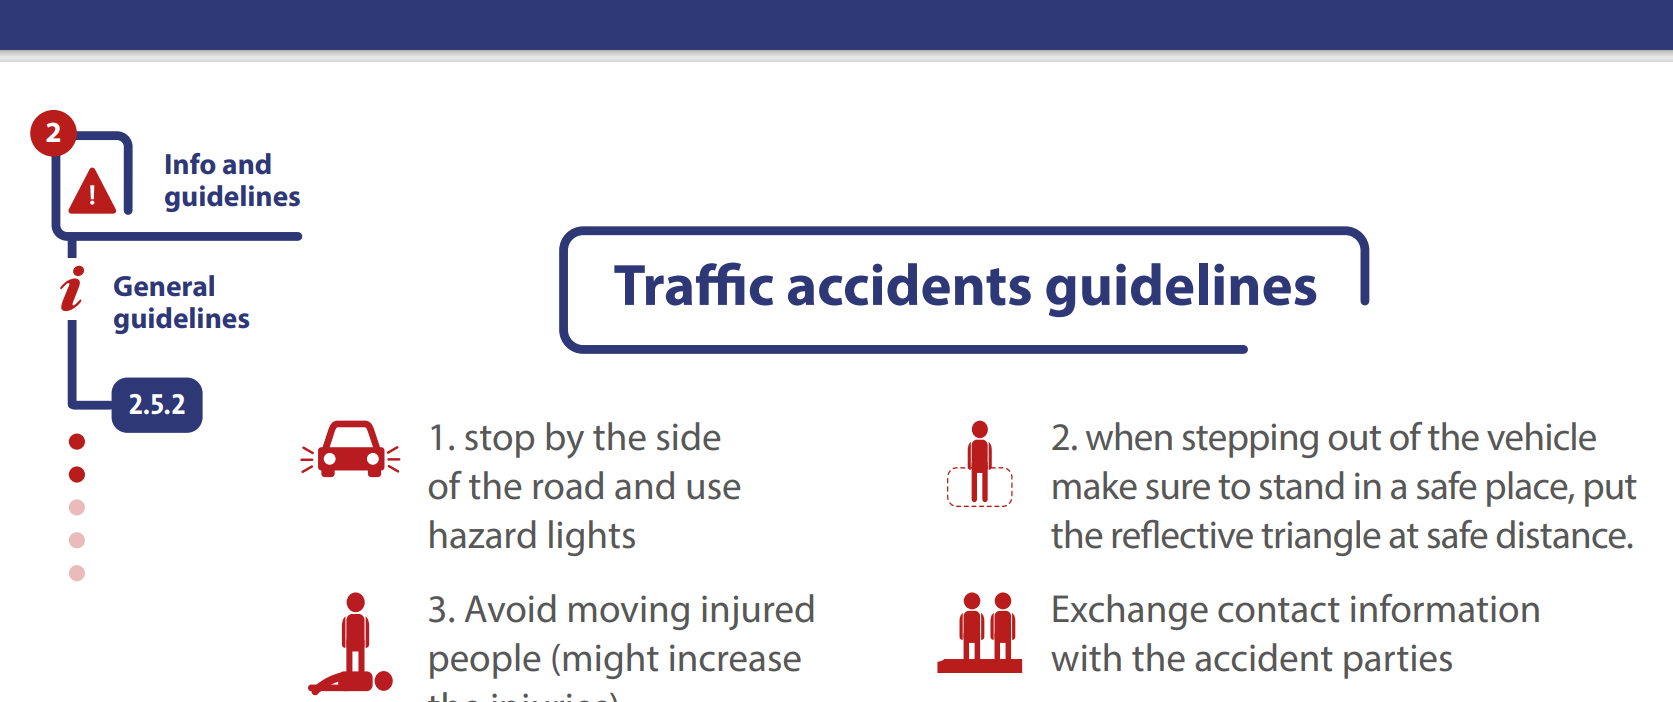 2
!
Info and
guidelines
i
General
guidelines
2.5.2
Traffic accidents guidelines
1. stop by the side
of the road and use
hazard lights
2. when stepping out of the vehicle
make sure to stand in a safe place, put
the reflective triangle at safe distance.
3. Avoid moving injured
people (might increase
the injuries)
Exchange contact information
with the accident parties